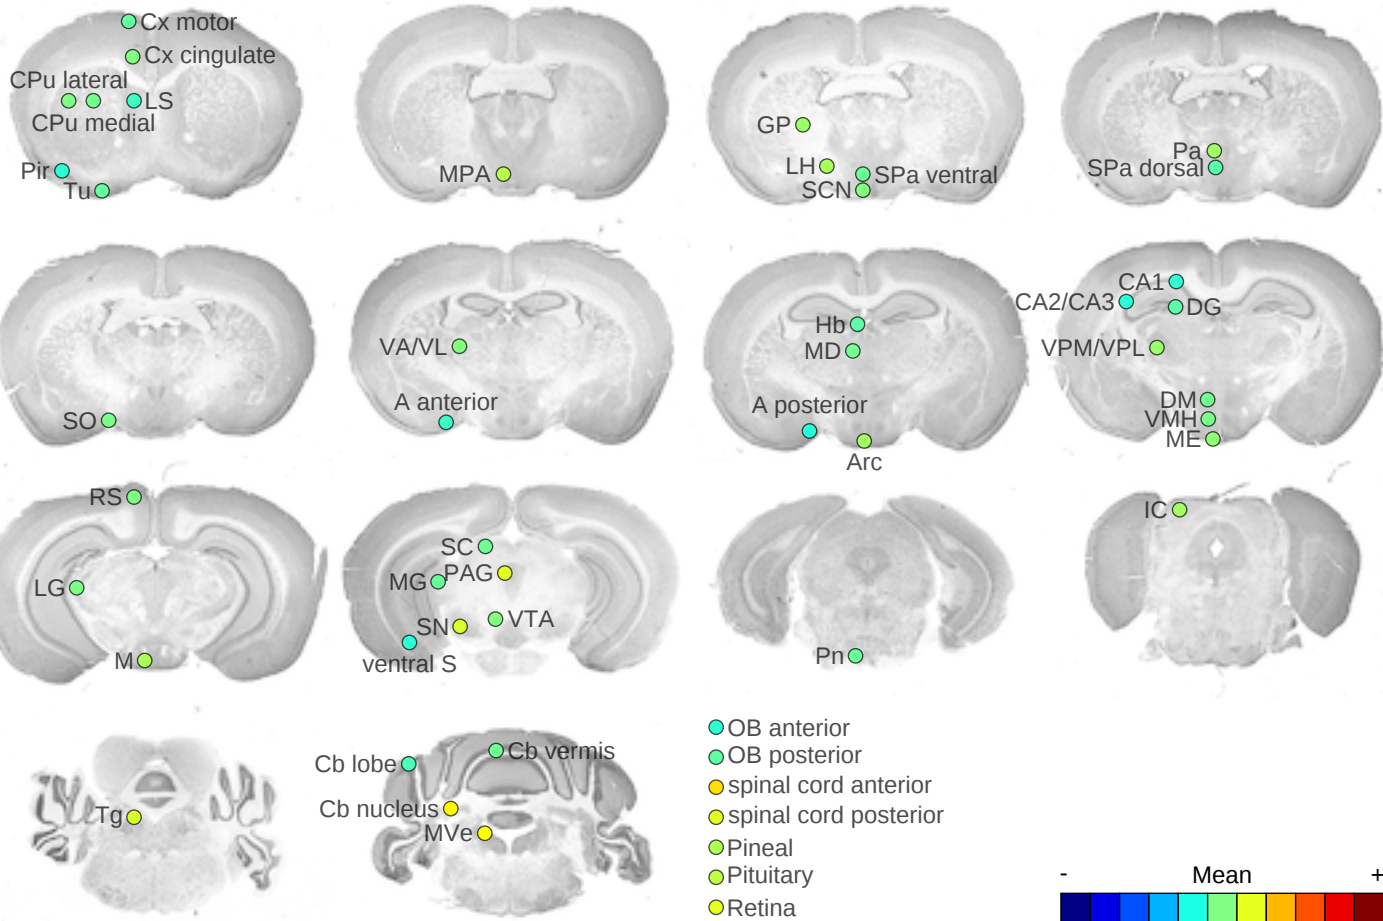 Cx motor
Cx cingulate
CPu lateral
LS
CPu medial
Pir
Tu
MPA
GP
LH
SPa ventral
SCN
Pa
SPa dorsal
SO
VA/VL
A anterior
Hb
MD
A posterior
Arc
CA1
CA2/CA3
DG
VPM/VPL
DM
VMH
ME
RS
LG
M
SC
MG
PAG
SN
VTA
ventral S
Pn
IC
Tg
Cb lobe
Cb vermis
Cb nucleus
MVe
OB anterior
OB posterior
spinal cord anterior
spinal cord posterior
Pineal
Pituitary
Retina
- Mean +